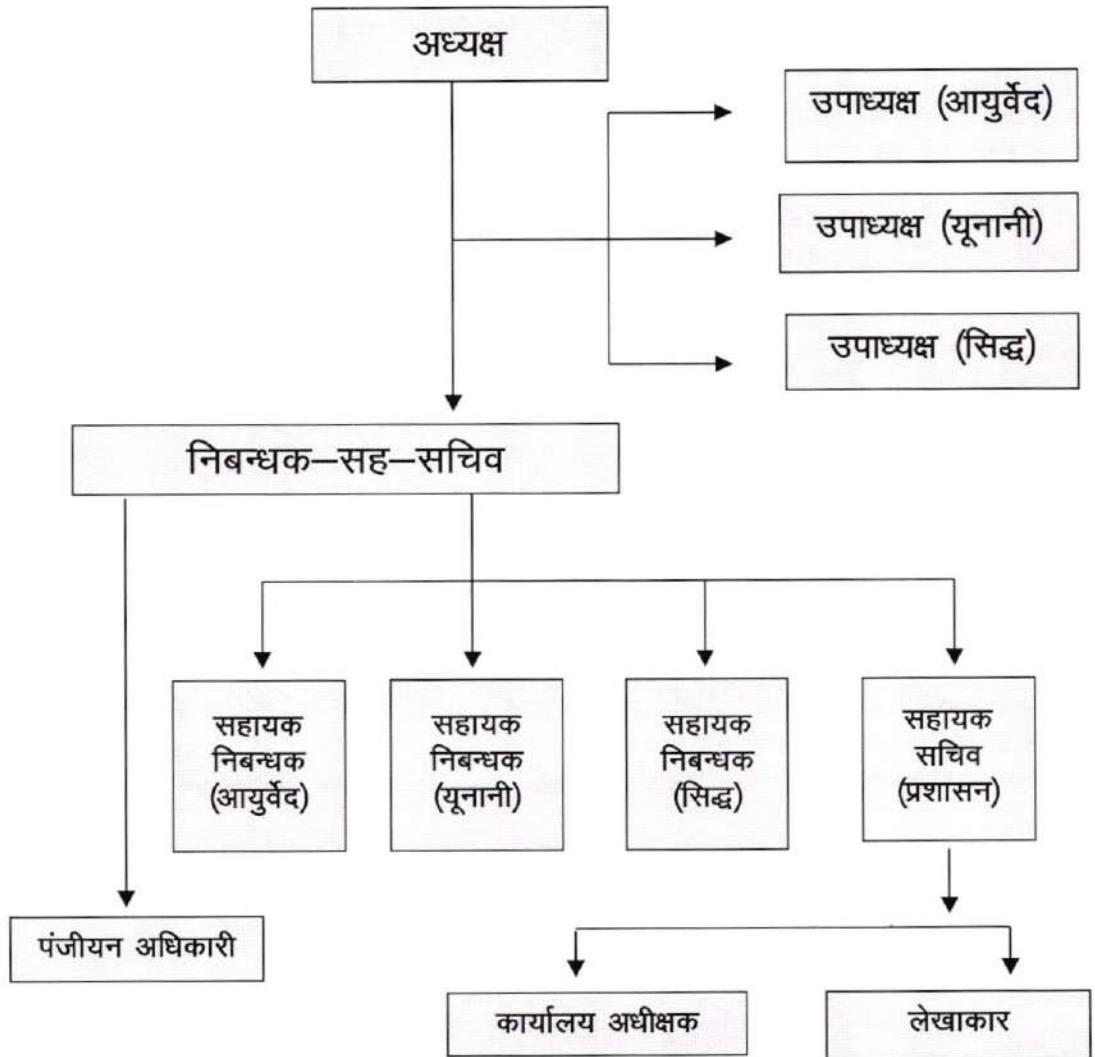 अध्यक्ष
उपाध्यक्ष (आयुर्वेद)
उपाध्यक्ष (यूनानी)
उपाध्यक्ष (सिद्ध)
निबन्धक–सह–सचिव
सहायक
निबन्धक
(आयुर्वेद)
सहायक
निबन्धक
(यूनानी)
सहायक
निबन्धक
(सिद्ध)
सहायक
सचिव
(प्रशासन)
पंजीयन अधिकारी
कार्यालय अधीक्षक
लेखाकार